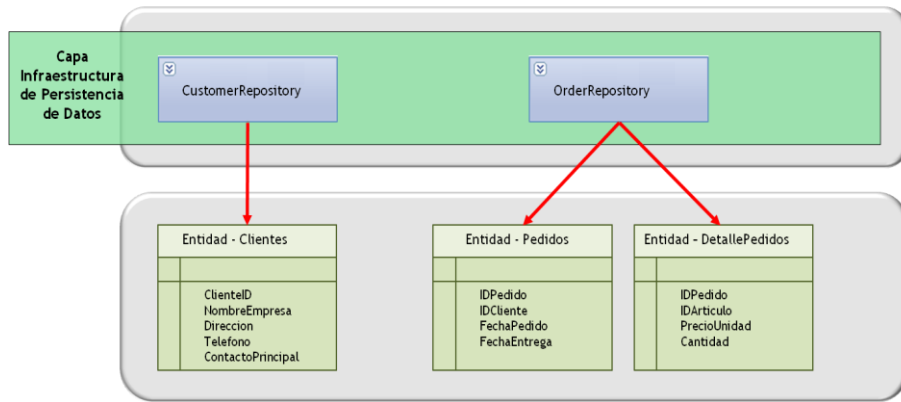 Capa
Infraestructura
de Persistencia
de Datos
CustomerRepository
OrderRepository
Entidad - Clientes
ClienteID
NombreEmpresa
Direccion
Telefono
ContactoPrincipal
Entidad - Pedidos
IDPedido
IDCliente
FechaPedido
FechaEntrega
Entidad - DetallePedidos
IDPedido
IDArticulo
PrecioUnidad
Cantidad